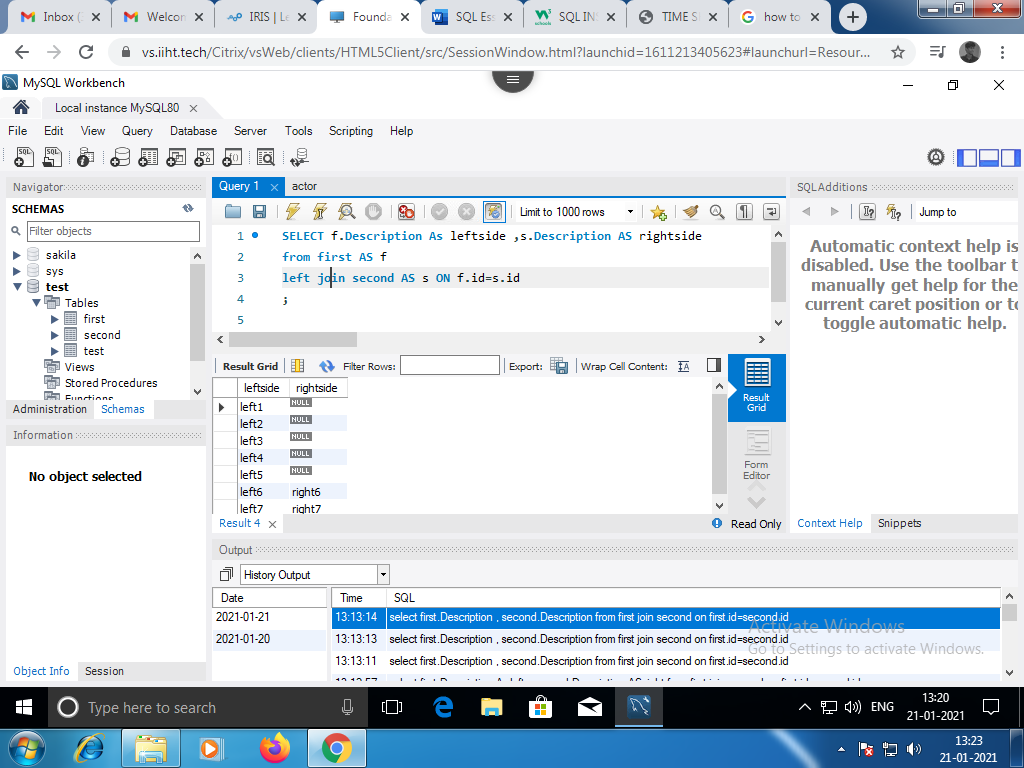 Inbox (2
Welcom
IRIS | Le
Founda
SQL Ess
SQL INS
TIME S
how to
vs.iiht.tech/Citrix/vsWeb/clients/HTML5Client/src/SessionWindow.html?launchid=1611213405623#launchurl=Resour...
MySQL Workbench
Local instance MySQL80
File Edit View Query Database Server Tools Scripting Help
Navigator
SCHEMAS
Filter objects
sakila
sys
test
Tables
first
second
test
Views
Stored Procedures
Functions
Administration Schemas
Information
No object selected
Object Info Session
Query 1 actor
Limit to 1000 rows
1 SELECT f.Description As leftside ,s.Description AS rightside
2 from first AS f
3 left join second AS s ON f.id=s.id
4 ;
5
Result Grid Filter Rows: Export: Wrap Cell Content:
leftside rightside
left1 NULL
left2 NULL
left3 NULL
left4 NULL
left5 NULL
left6 right6
left7 right7
Result Grid
Form Editor
Result 4
Read Only
SQLAdditions
Jump to
Automatic context help is
disabled. Use the toolbar t
manually get help for the
current caret position or to
toggle automatic help.
Context Help Snippets
Output
History Output
Date
2021-01-21
2021-01-20
Time SQL
13:13:14 select first.Description , second.Description from first join second on first.id=second.id
13:13:13 select first.Description , second.Description from first join second on first.id=second.id
13:13:11 select first.Description , second.Description from first join second on first.id=second.id
Activate Windows
Go to Settings to activate Windows.
Type here to search
ENG
13:20
21-01-2021
13:23
21-01-2021